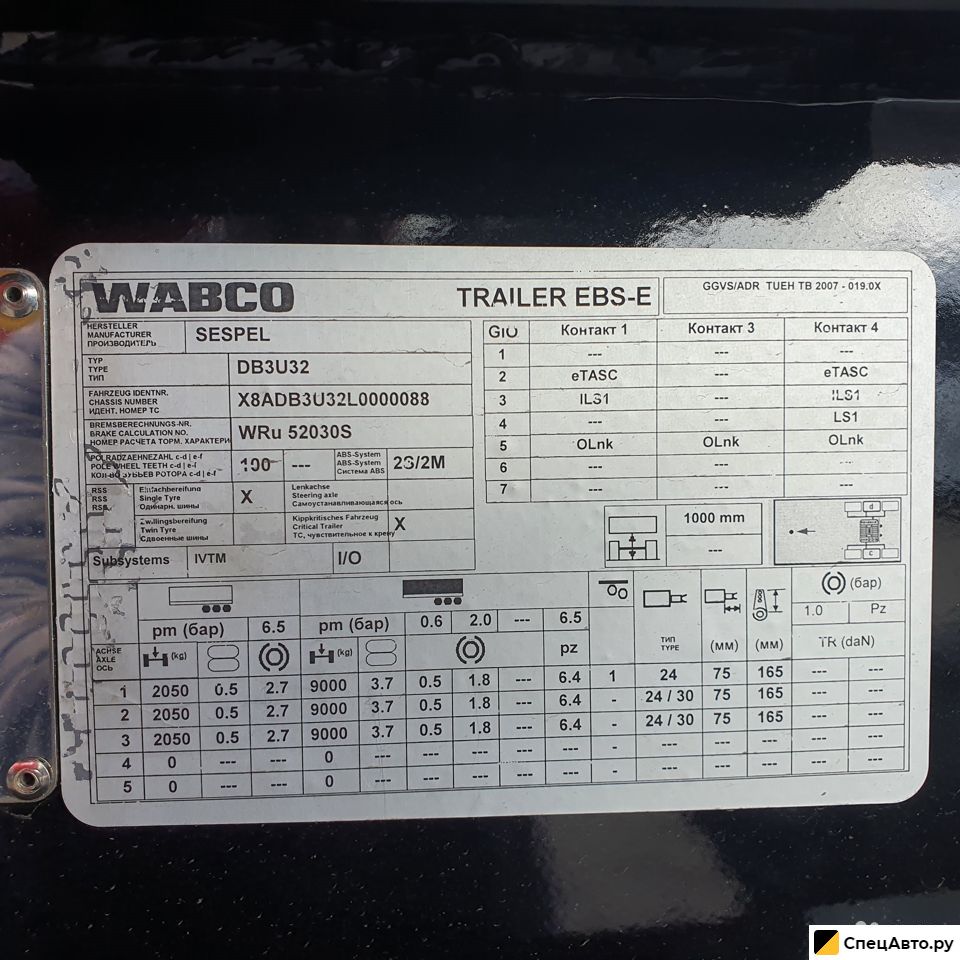 WABCO TRAILER EBS-E GGVS/ADR TUEH TB 2007 - 019.0X
HERSTELLER
MANUFACTURER
ПРОИЗВОДИТЕЛЬ
SESPEL
TYP
TYPE
ТИП
DB3U32
FAHRZEUG IDENTNR.
CHASSIS NUMBER
ИДЕНТ. НОМЕР ТС
X8ADB3U32L0000088
BREMSBERECHNUNGS-NR.
BRAKE CALCULATION NO.
НОМЕР РАСЧЕТА ТОРМ. ХАРАКТЕРИ
WRu 52030S
POLRADZAEHNEZAHL c-d | e-f
POLE WHEEL TEETH c-d | e-f
КОЛ-ВО ЗУБЬЕВ РОТОРА c-d | e-f
100 ---
ABS-System
ABS-System
Система ABS
2S/2M
RSS
RSS
RSS
Einfachbereifung
Single Tyre
Одинарн. шины
X
Lenkachse
Steering axle
Самоустанавливающаяся ось
Zwillingsbereifung
Twin Tyre
Сдвоенные шины
Kippkritisches Fahrzeug
Critical Trailer
ТС, чувствительное к крену
X
Subsystems IVTM I/O
GIO Контакт 1 Контакт 3 Контакт 4
1 --- --- ---
2 eTASC --- eTASC
3 ILS1 --- ILS1
4 --- --- LS1
5 OLnk OLnk OLnk
6 --- --- ---
7 --- --- ---
1000 mm
---
d
c
pm (бар) 6.5 pm (бар) 0.6 2.0 --- 6.5
(бар)
1.0 Pz
ACHSE
AXLE
ОСЬ
(kg) (kg) pz
ТИП
TYPE
(мм) (мм) TR (daN)
1 2050 0.5 2.7 9000 3.7 0.5 1.8 --- 6.4 1 24 75 165 --- ---
2 2050 0.5 2.7 9000 3.7 0.5 1.8 --- 6.4 - 24 / 30 75 165 --- ---
3 2050 0.5 2.7 9000 3.7 0.5 1.8 --- 6.4 - 24 / 30 75 165 --- ---
4 0 --- --- 0 --- --- --- --- --- - --- --- --- --- ---
5 0 --- --- 0 --- --- --- --- --- - --- --- --- --- ---
СпецАвто.ру